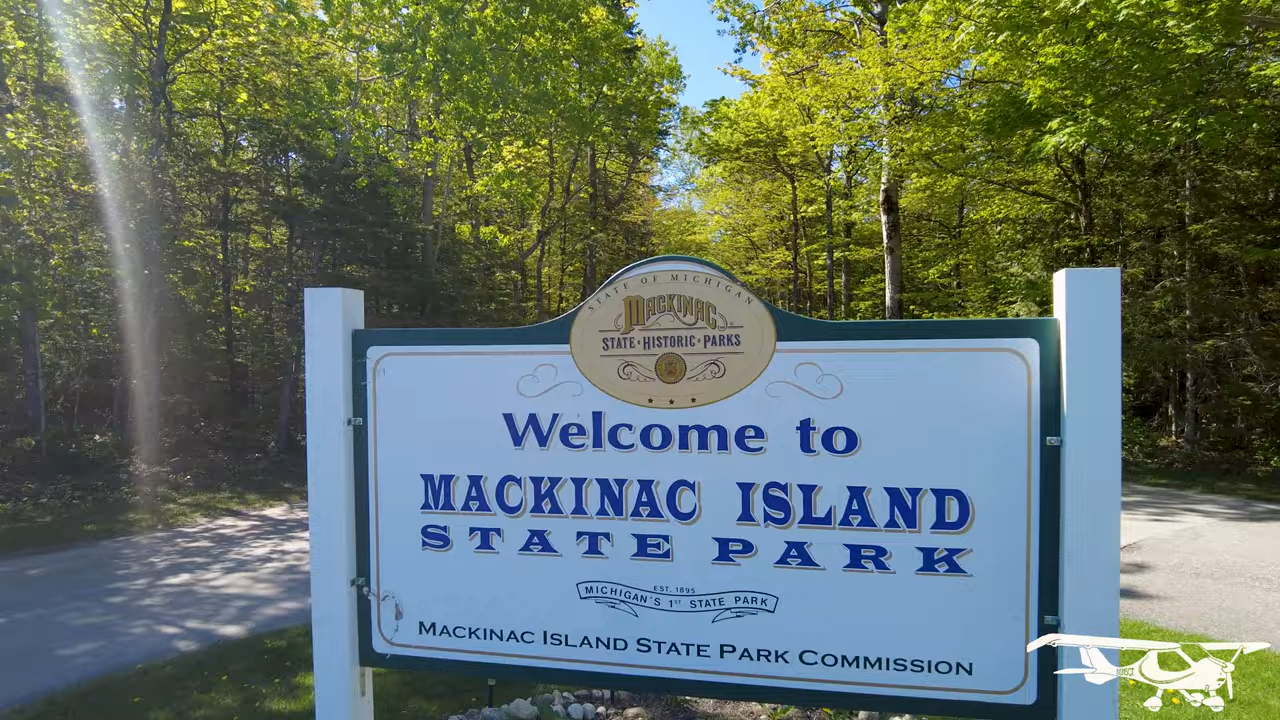 STATE OF MICHIGAN
MACKINAC
STATE • HISTORIC • PARKS
Welcome to
MACKINAC ISLAND
STATE PARK
EST. 1895
MICHIGAN'S 1ST STATE PARK
MACKINAC ISLAND STATE PARK COMMISSION